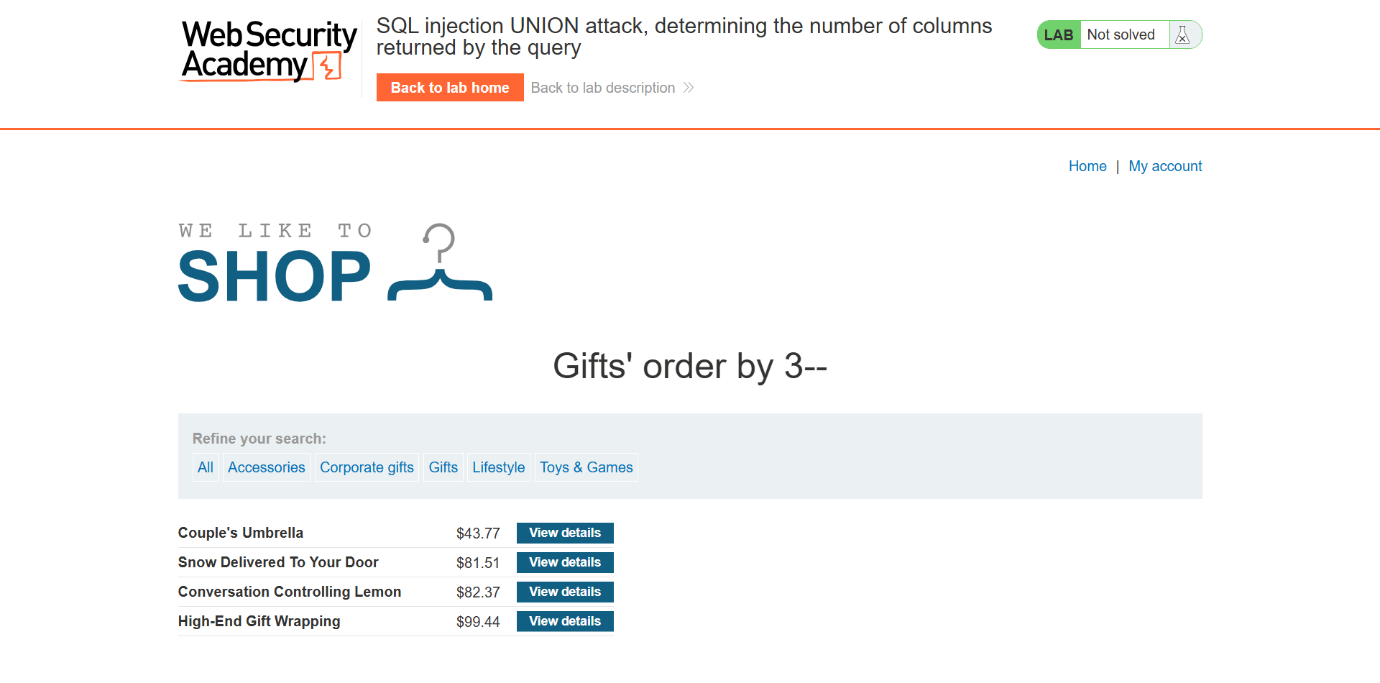 Web Security
Academy
SQL injection UNION attack, determining the number of columns
returned by the query
LAB Not solved
Back to lab home Back to lab description
Home | My account
WE LIKE TO
SHOP
Gifts' order by 3--
Refine your search:
All Accessories Corporate gifts Gifts Lifestyle Toys & Games
Couple's Umbrella $43.77 View details
Snow Delivered To Your Door $81.51 View details
Conversation Controlling Lemon $82.37 View details
High-End Gift Wrapping $99.44 View details